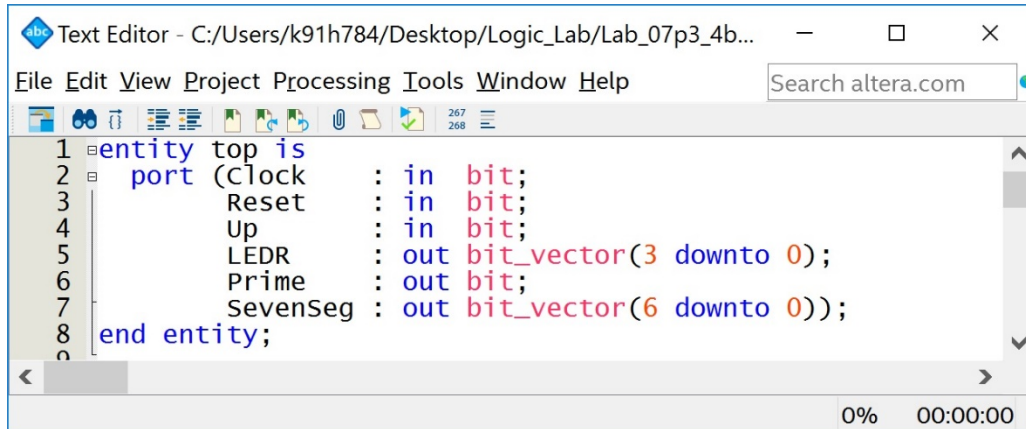 abc Text Editor - C:/Users/k91h784/Desktop/Logic_Lab/Lab_07p3_4b...
File Edit View Project Processing Tools Window Help Search altera.com
267
268
1 entity top is
2 port (Clock : in bit;
3 Reset : in bit;
4 Up : in bit;
5 LEDR : out bit_vector(3 downto 0);
6 Prime : out bit;
7 SevenSeg : out bit_vector(6 downto 0));
8 end entity;
9
0% 00:00:00